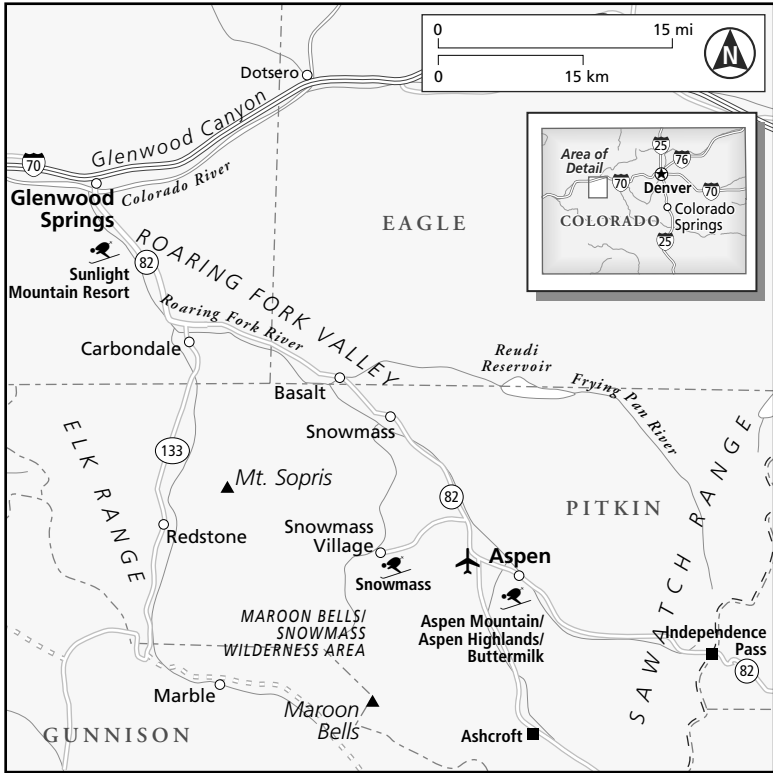 0 15 mi
0 15 km
N
Dotsero
Glenwood Canyon
70
Colorado River
Glenwood
Springs
Area of
Detail
25
76
70
Denver
70
COLORADO
Colorado
Springs
25
EAGLE
Sunlight
Mountain Resort
82
ROARING FORK VALLEY
Roaring Fork River
Carbondale
Reudi
Reservoir
Frying Pan River
Basalt
Snowmass
ELK RANGE
133
Mt. Sopris
82
PITKIN
SAWATCH RANGE
Redstone
Snowmass
Village
Snowmass
Aspen
Aspen Mountain/
Aspen Highlands/
Buttermilk
MAROON BELLS/
SNOWMASS
WILDERNESS AREA
Independence
Pass
82
Marble
Maroon
Bells
GUNNISON
Ashcroft